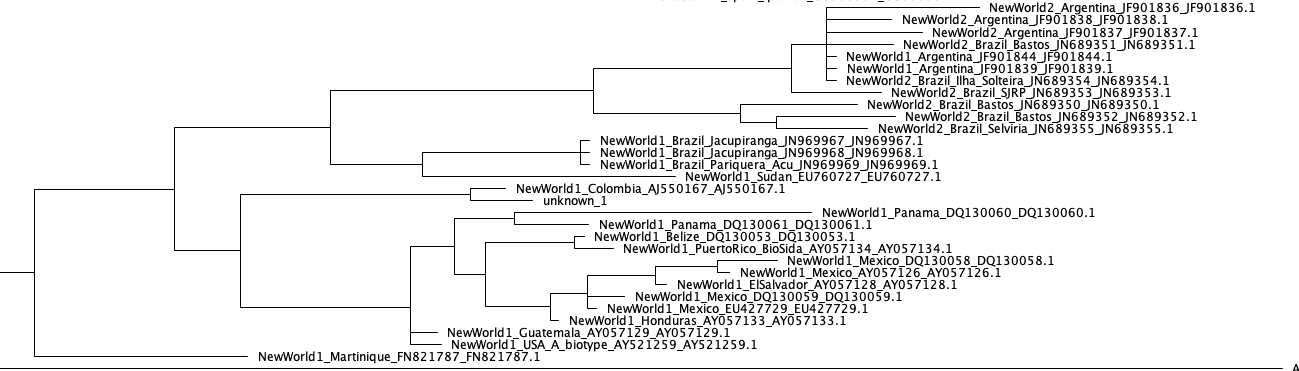 NewWorld2_Argentina_JF901836_JF901836.1
NewWorld2_Argentina_JF901838_JF901838.1
NewWorld2_Argentina_JF901837_JF901837.1
NewWorld2_Brazil_Bastos_JN689351_JN689351.1
NewWorld1_Argentina_JF901844_JF901844.1
NewWorld1_Argentina_JF901839_JF901839.1
NewWorld2_Brazil_Ilha_Solteira_JN689354_JN689354.1
NewWorld2_Brazil_SJRP_JN689353_JN689353.1
NewWorld2_Brazil_Bastos_JN689350_JN689350.1
NewWorld2_Brazil_Bastos_JN689352_JN689352.1
NewWorld2_Brazil_Selviria_JN689355_JN689355.1
NewWorld1_Brazil_Jacupiranga_JN969967_JN969967.1
NewWorld1_Brazil_Jacupiranga_JN969968_JN969968.1
NewWorld1_Brazil_Pariquera_Acu_JN969969_JN969969.1
NewWorld1_Sudan_EU760727_EU760727.1
NewWorld1_Colombia_AJ550167_AJ550167.1
unknown_1
NewWorld1_Panama_DQ130060_DQ130060.1
NewWorld1_Panama_DQ130061_DQ130061.1
NewWorld1_Belize_DQ130053_DQ130053.1
NewWorld1_PuertoRico_BioSida_AY057134_AY057134.1
NewWorld1_Mexico_DQ130058_DQ130058.1
NewWorld1_Mexico_AY057126_AY057126.1
NewWorld1_ElSalvador_AY057128_AY057128.1
NewWorld1_Mexico_DQ130059_DQ130059.1
NewWorld1_Mexico_EU427729_EU427729.1
NewWorld1_Honduras_AY057133_AY057133.1
NewWorld1_Guatemala_AY057129_AY057129.1
NewWorld1_USA_A_biotype_AY521259_AY521259.1
NewWorld1_Martinique_FN821787_FN821787.1